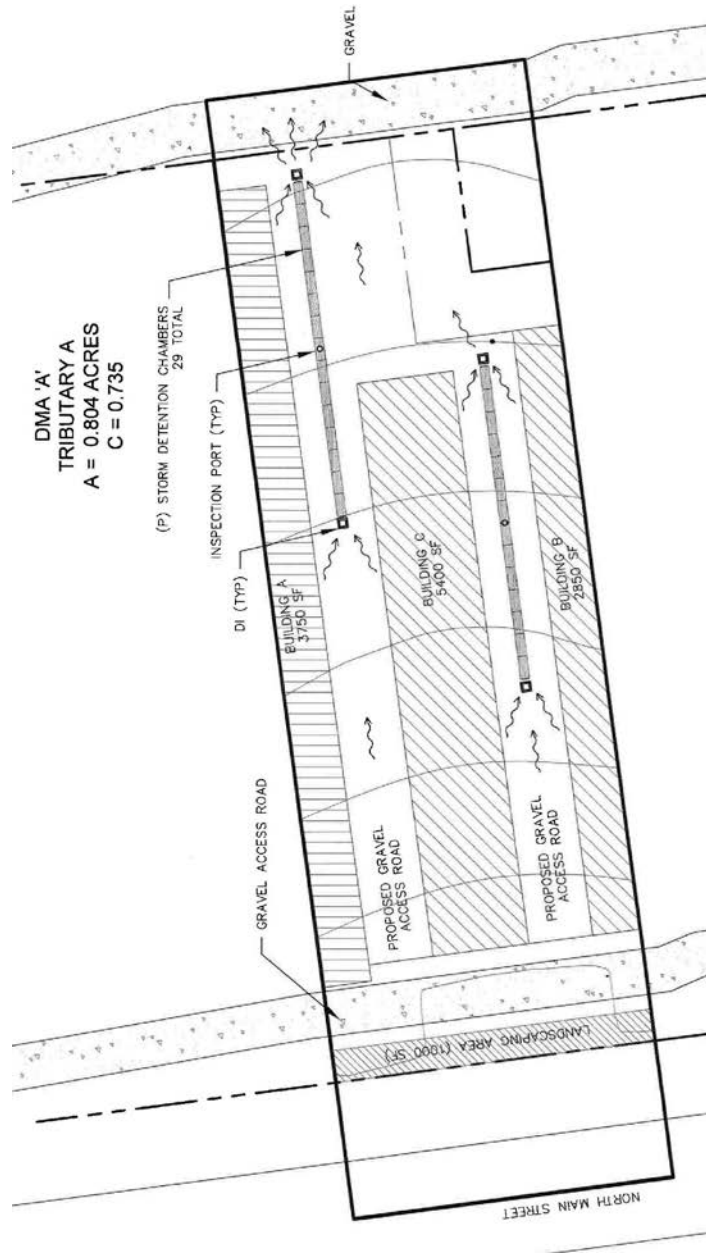 DMA 'A'
TRIBUTARY A
A = 0.804 ACRES
C = 0.735
GRAVEL
(P) STORM DETENTION CHAMBERS
29 TOTAL
INSPECTION PORT (TYP)
DI (TYP)
BUILDING A
3750 SF
BUILDING C
5400 SF
BUILDING B
2850 SF
GRAVEL ACCESS ROAD
PROPOSED GRAVEL
ACCESS ROAD
PROPOSED GRAVEL
ACCESS ROAD
LANDSCAPING AREA (1000 SF)
NORTH MAIN STREET